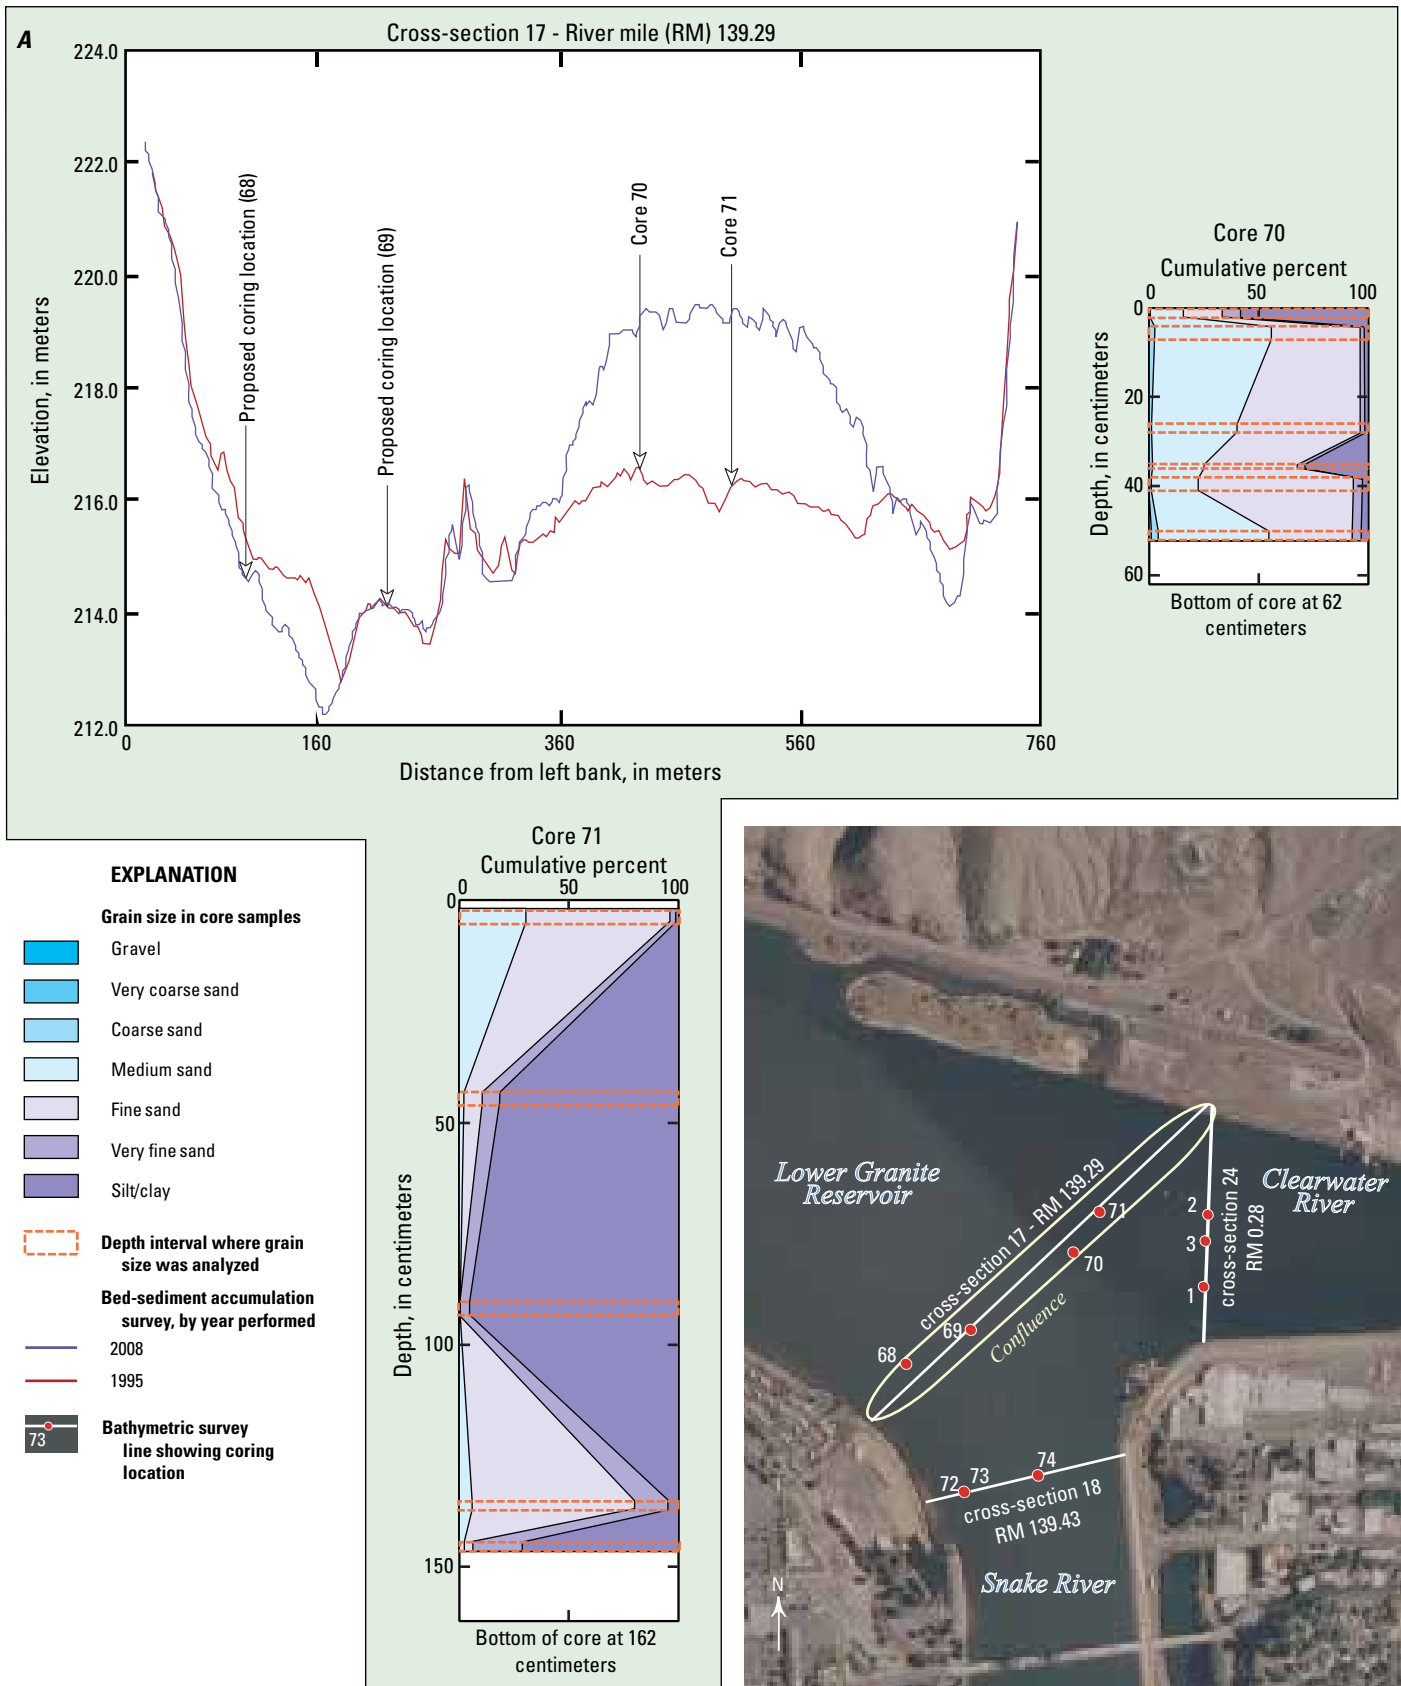 A
Cross-section 17 - River mile (RM) 139.29
224.0
222.0
220.0
218.0
216.0
214.0
212.0
Elevation, in meters
Proposed coring location (68)
Proposed coring location (69)
Core 70
Core 71
0
160
360
560
760
Distance from left bank, in meters
Core 70
Cumulative percent
0
50
100
0
20
40
60
Depth, in centimeters
Bottom of core at 62
centimeters
EXPLANATION
Grain size in core samples
Gravel
Very coarse sand
Coarse sand
Medium sand
Fine sand
Very fine sand
Silt/clay
Depth interval where grain
size was analyzed
Bed-sediment accumulation
survey, by year performed
2008
1995
73
Bathymetric survey
line showing coring
location
Core 71
Cumulative percent
0
50
100
0
50
100
150
Depth, in centimeters
Bottom of core at 162
centimeters
Lower Granite
Reservoir
Clearwater
River
cross-section 17 - RM 139.29
Confluence
cross-section 24
RM 0.28
71
70
69
68
2
3
1
72
73
74
cross-section 18
RM 139.43
Snake River
N